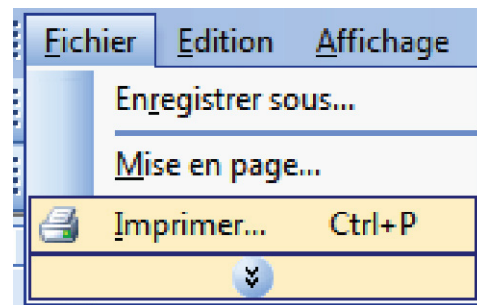 Fichier Edition Affichage
Enregistrer sous...
Mise en page...
Imprimer... Ctrl+P